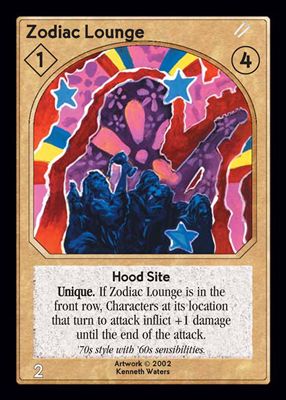 Zodiac Lounge
1
4
Hood Site
Unique. If Zodiac Lounge is in the
front row, Characters at its location
that turn to attack inflict +1 damage
until the end of the attack.
'70s style with '60s sensibilities.
Artwork © 2002
Kenneth Waters
2